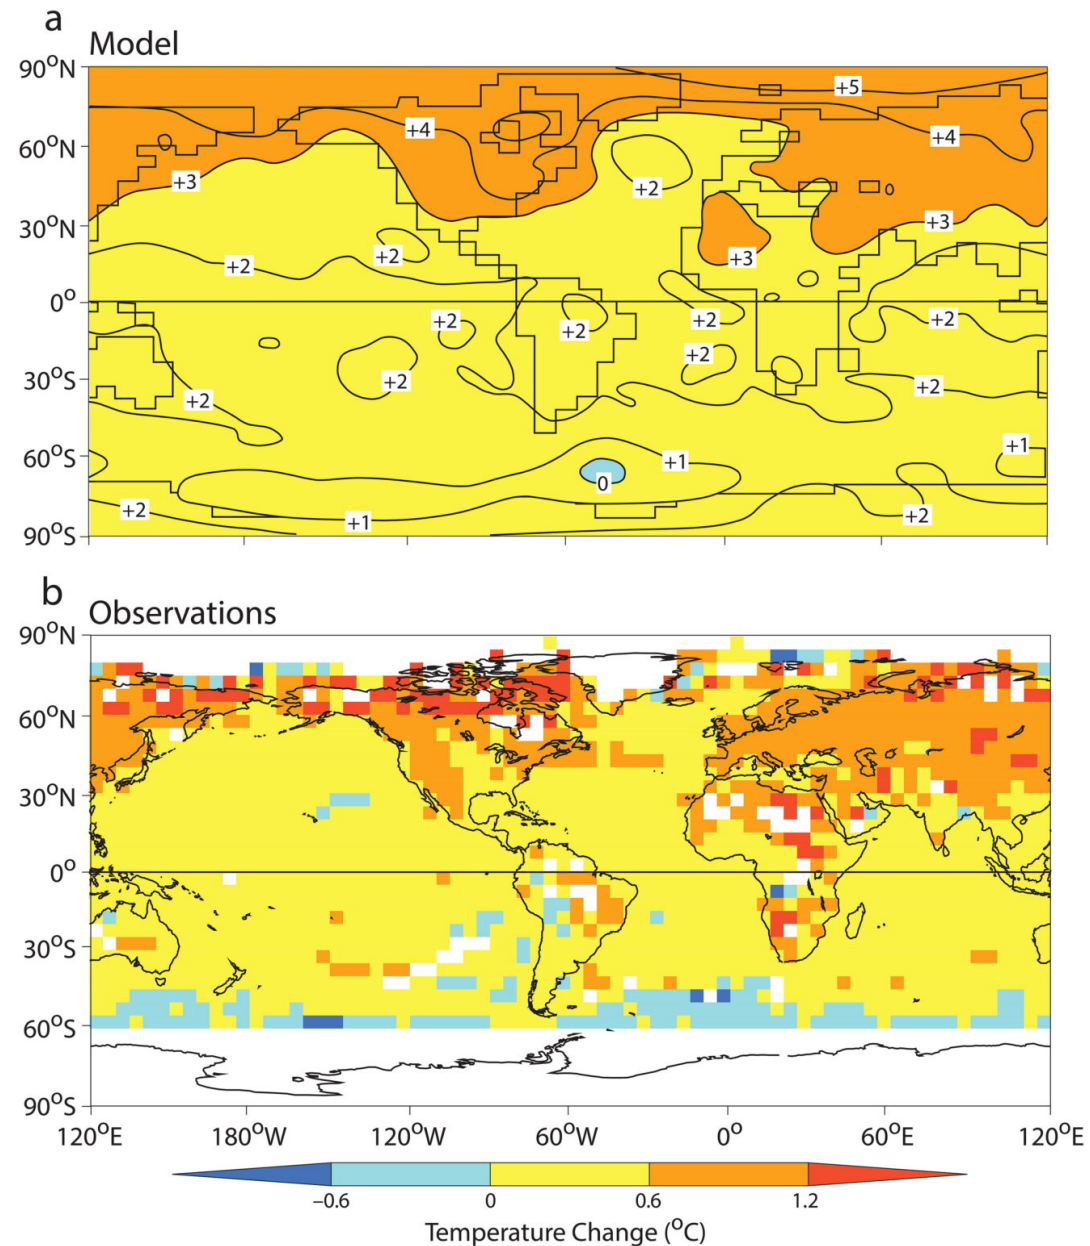 a
Model
90°N
+5
+4
+4
60°N
+3
+2
+3
30°N
+2
+2
+3
0°
+2
+2
+2
+2
+2
30°S
+2
+2
+2
60°S
+1
+1
0
+2
+1
+2
90°S
b
Observations
90°N
60°N
30°N
0°
30°S
60°S
90°S
120°E 180°W 120°W 60°W 0° 60°E 120°E
−0.6 0 0.6 1.2
Temperature Change (°C)